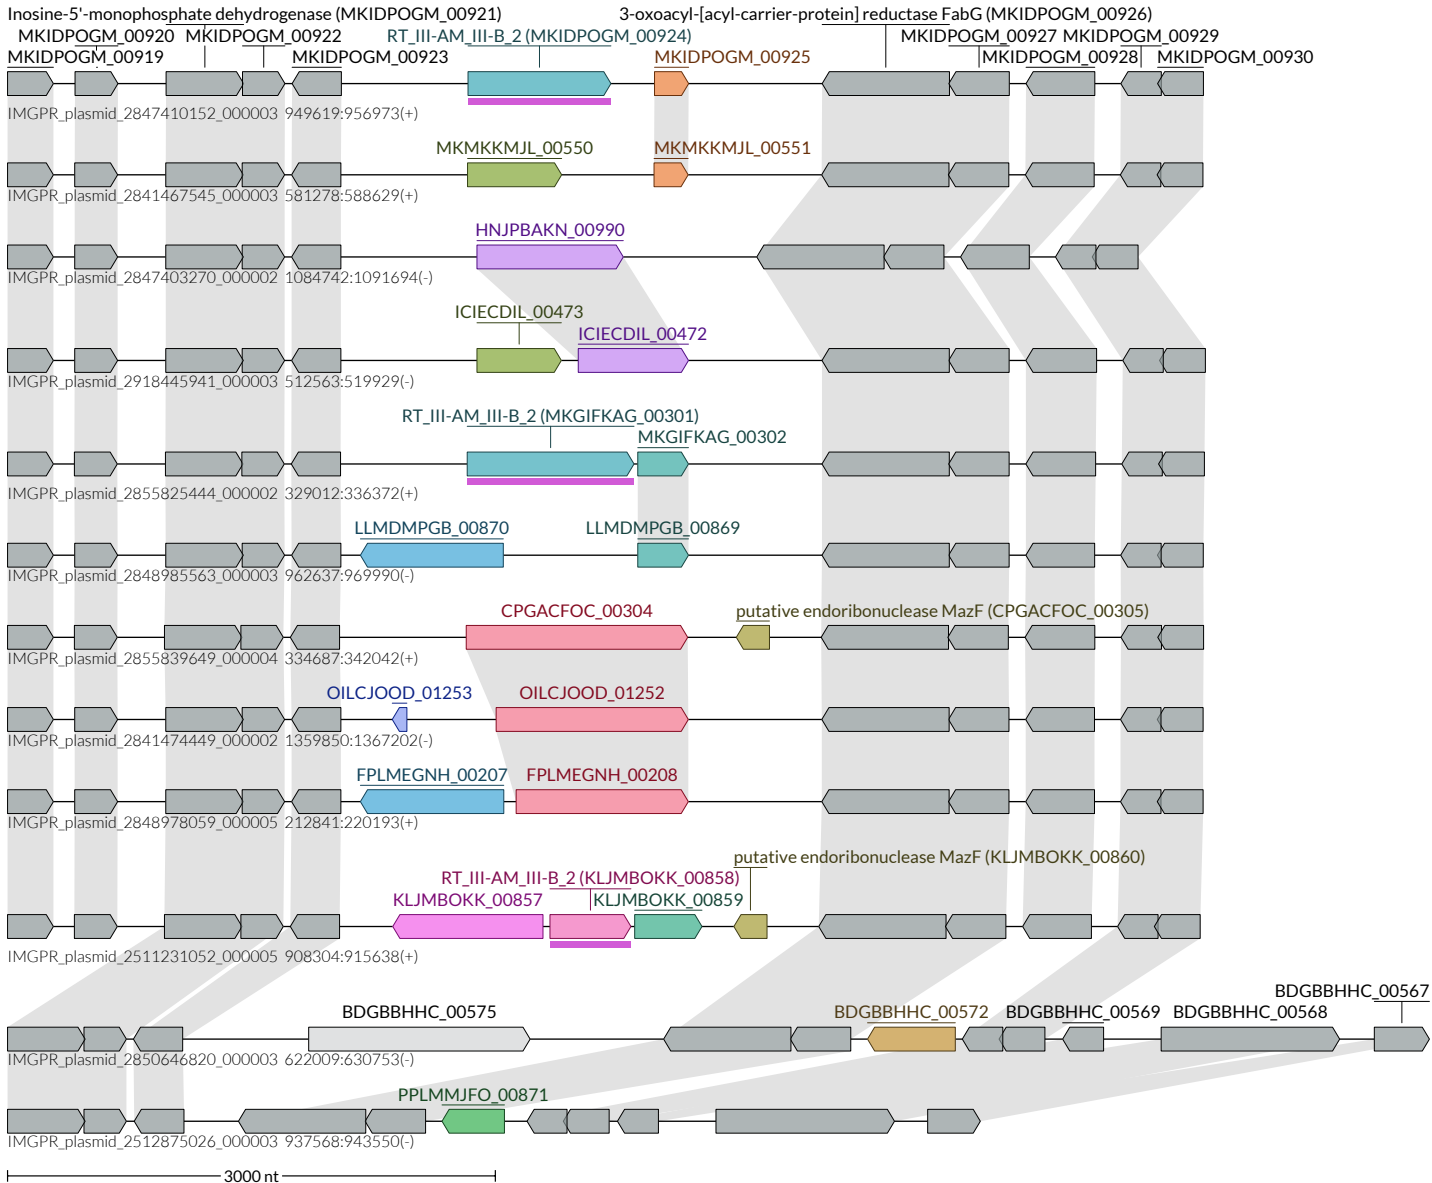 Inosine-5'-monophosphate dehydrogenase (MKIDPOGM_00921)
3-oxoacyl-[acyl-carrier-protein] reductase FabG (MKIDPOGM_00926)
MKIDPOGM_00920 MKIDPOGM_00922 RT_III-AM_III-B_2 (MKIDPOGM_00924) MKIDPOGM_00927 MKIDPOGM_00929
MKIDPOGM_00919 MKIDPOGM_00923 MKIDPOGM_00925 MKIDPOGM_00928 MKIDPOGM_00930
IMGPR_plasmid_2847410152_000003 949619:956973(+)
MKMKKMJL_00550 MKMKKMJL_00551
IMGPR_plasmid_2841467545_000003 581278:588629(+)
HNJPBAKN_00990
IMGPR_plasmid_2847403270_000002 1084742:1091694(-)
ICIECDIL_00473
ICIECDIL_00472
IMGPR_plasmid_2918445941_000003 512563:519929(-)
RT_III-AM_III-B_2 (MKGIFKAG_00301)
MKGIFKAG_00302
IMGPR_plasmid_2855825444_000002 329012:336372(+)
LLMDMPGB_00870 LLMDMPGB_00869
IMGPR_plasmid_2848985563_000003 962637:969990(-)
CPGACFOC_00304 putative endoribonuclease MazF (CPGACFOC_00305)
IMGPR_plasmid_2855839649_000004 334687:342042(+)
OILCJOOD_01253 OILCJOOD_01252
IMGPR_plasmid_2841474449_000002 1359850:1367202(-)
FPLMEGNH_00207 FPLMEGNH_00208
IMGPR_plasmid_2848978059_000005 212841:220193(+)
putative endoribonuclease MazF (KLJMBOKK_00860)
RT_III-AM_III-B_2 (KLJMBOKK_00858)
KLJMBOKK_00857 KLJMBOKK_00859
IMGPR_plasmid_2511231052_000005 908304:915638(+)
BDGBBHHC_00567
BDGBBHHC_00575 BDGBBHHC_00572 BDGBBHHC_00569 BDGBBHHC_00568
IMGPR_plasmid_2850646820_000003 622009:630753(-)
PPLMMJFO_00871
IMGPR_plasmid_2512875026_000003 937568:943550(-)
3000 nt